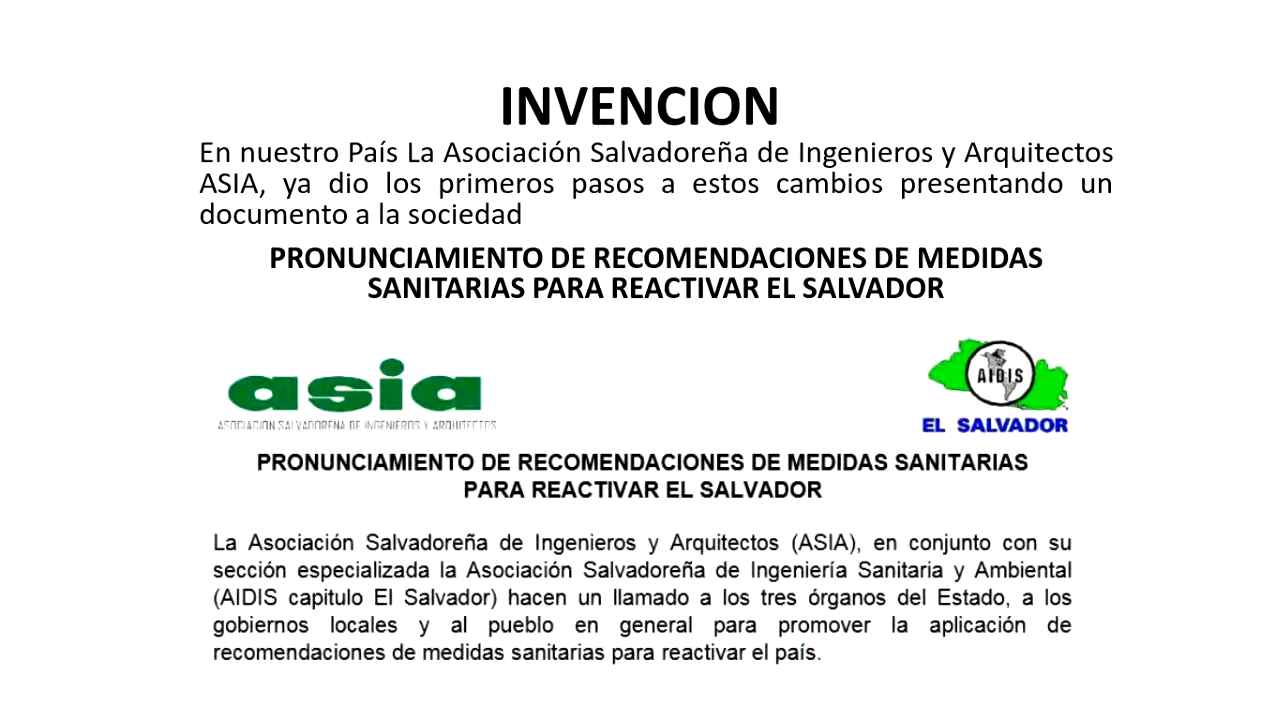 INVENCION
En nuestro País La Asociación Salvadoreña de Ingenieros y Arquitectos
ASIA, ya dio los primeros pasos a estos cambios presentando un
documento a la sociedad
PRONUNCIAMIENTO DE RECOMENDACIONES DE MEDIDAS
SANITARIAS PARA REACTIVAR EL SALVADOR
asia
ASOCIACION SALVADOREÑA DE INGENIEROS Y ARQUITECTOS
AIDIS
EL SALVADOR
PRONUNCIAMIENTO DE RECOMENDACIONES DE MEDIDAS SANITARIAS
PARA REACTIVAR EL SALVADOR
La Asociación Salvadoreña de Ingenieros y Arquitectos (ASIA), en conjunto con su
sección especializada la Asociación Salvadoreña de Ingeniería Sanitaria y Ambiental
(AIDIS capitulo El Salvador) hacen un llamado a los tres órganos del Estado, a los
gobiernos locales y al pueblo en general para promover la aplicación de
recomendaciones de medidas sanitarias para reactivar el país.